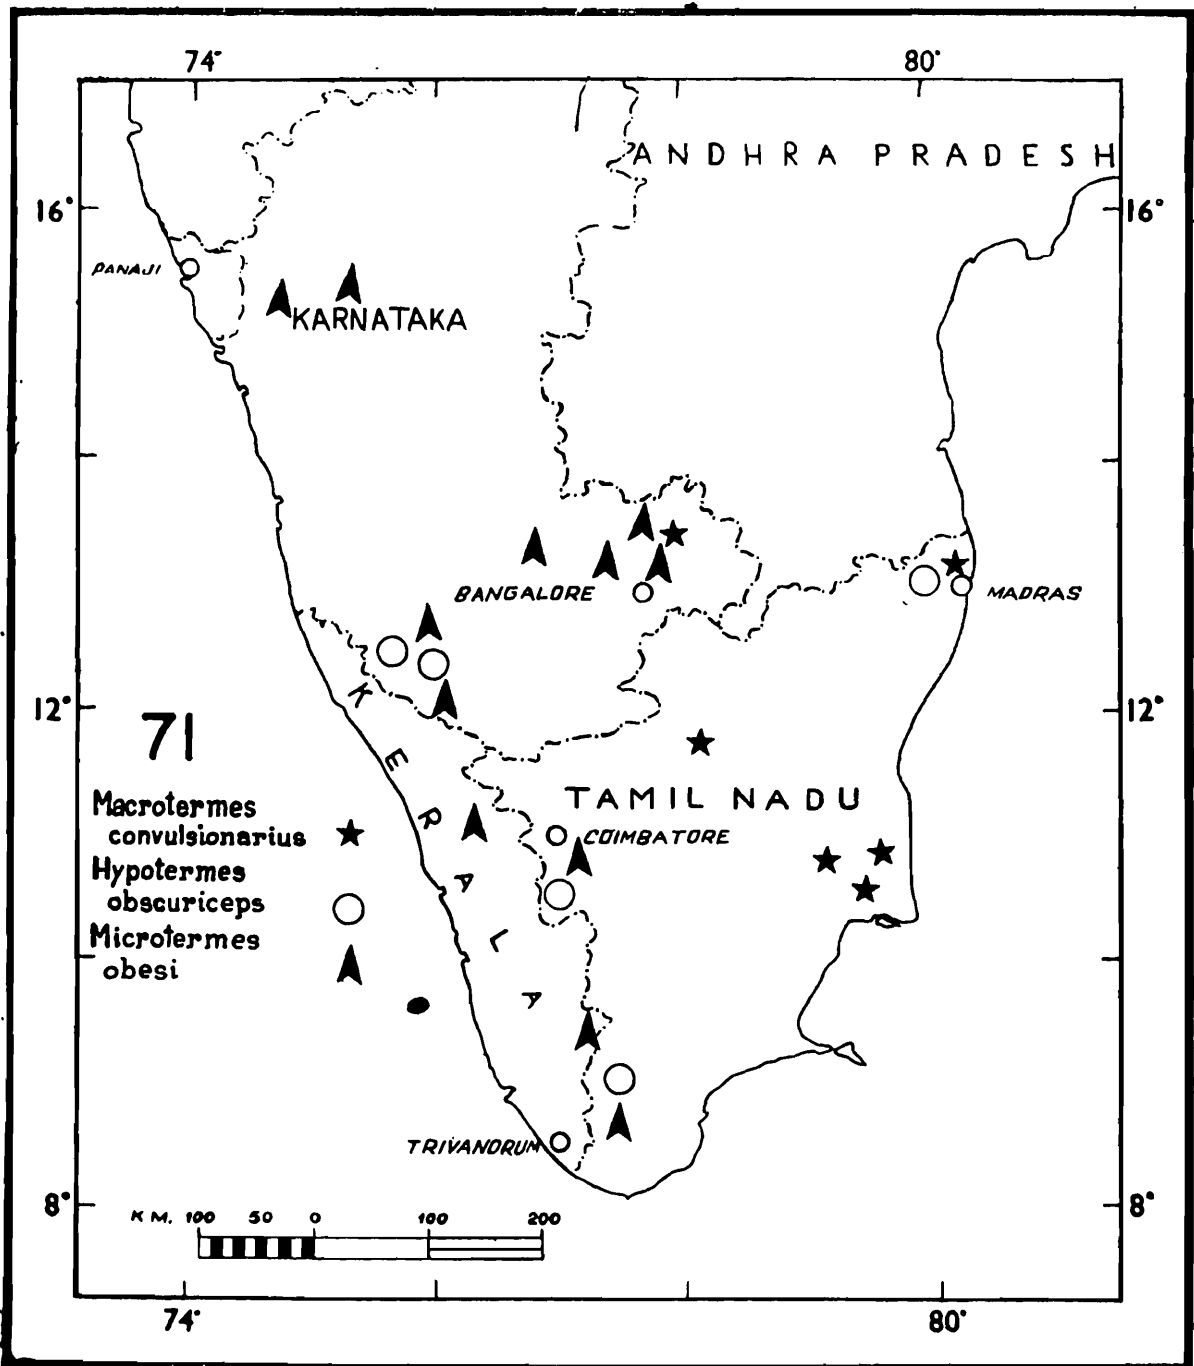 74° 80°
ANDHRA PRADESH
16° 16°
PANAJI
KARNATAKA
BANGALORE
MADRAS
12° 12°
KERALA
71
TAMIL NADU
Macrotermes
convulsionarius
COIMBATORE
Hypotermes
obscuriceps
Microtermes
obesi
TRIVANDRUM
8° 8°
KM. 100 50 0 100 200
74° 80°